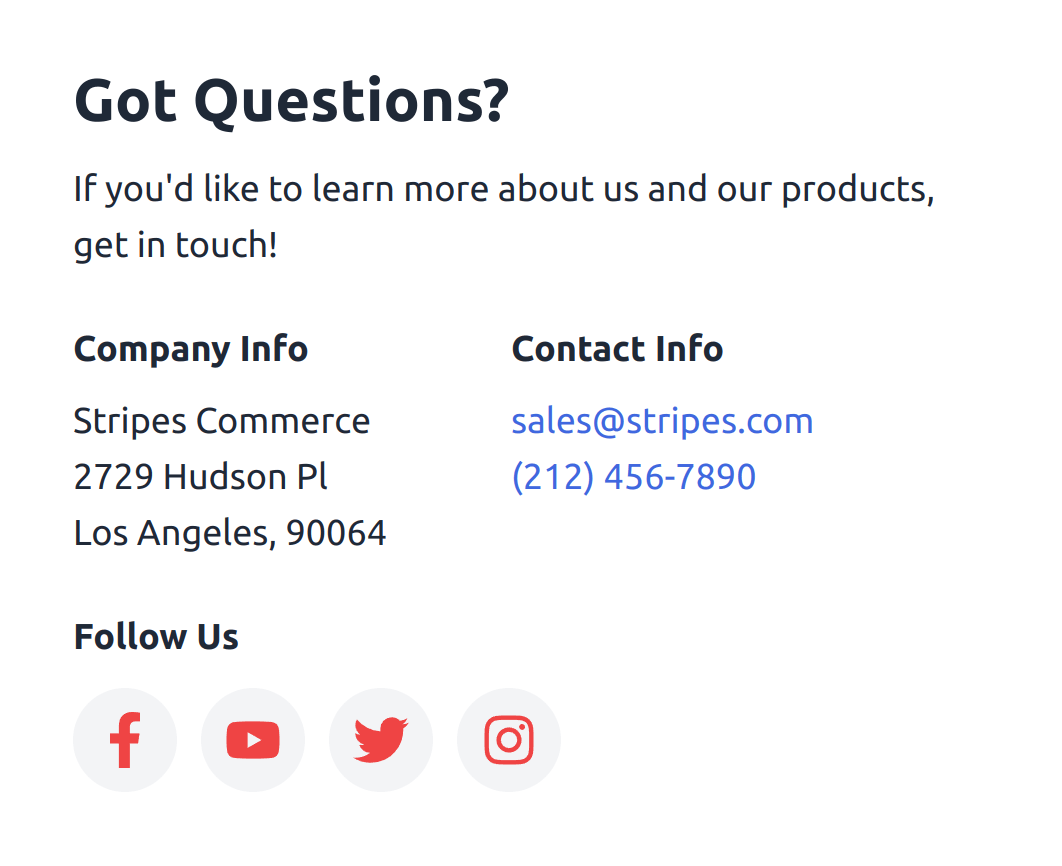 Got Questions?
If you'd like to learn more about us and our products,
get in touch!
Company Info
Stripes Commerce
2729 Hudson Pl
Los Angeles, 90064
Contact Info
sales@stripes.com
(212) 456-7890
Follow Us